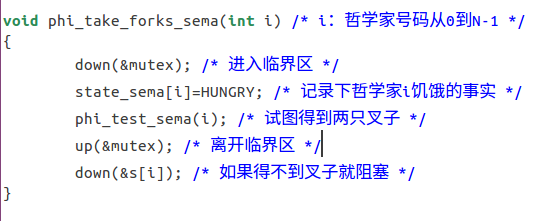 void phi_take_forks_sema(int i) /* i：哲学家号码从0到N-1 */
{
        down(&mutex); /* 进入临界区 */
        state_sema[i]=HUNGRY; /* 记录下哲学家i饥饿的事实 */
        phi_test_sema(i); /* 试图得到两只叉子 */
        up(&mutex); /* 离开临界区 */
        down(&s[i]); /* 如果得不到叉子就阻塞 */
}